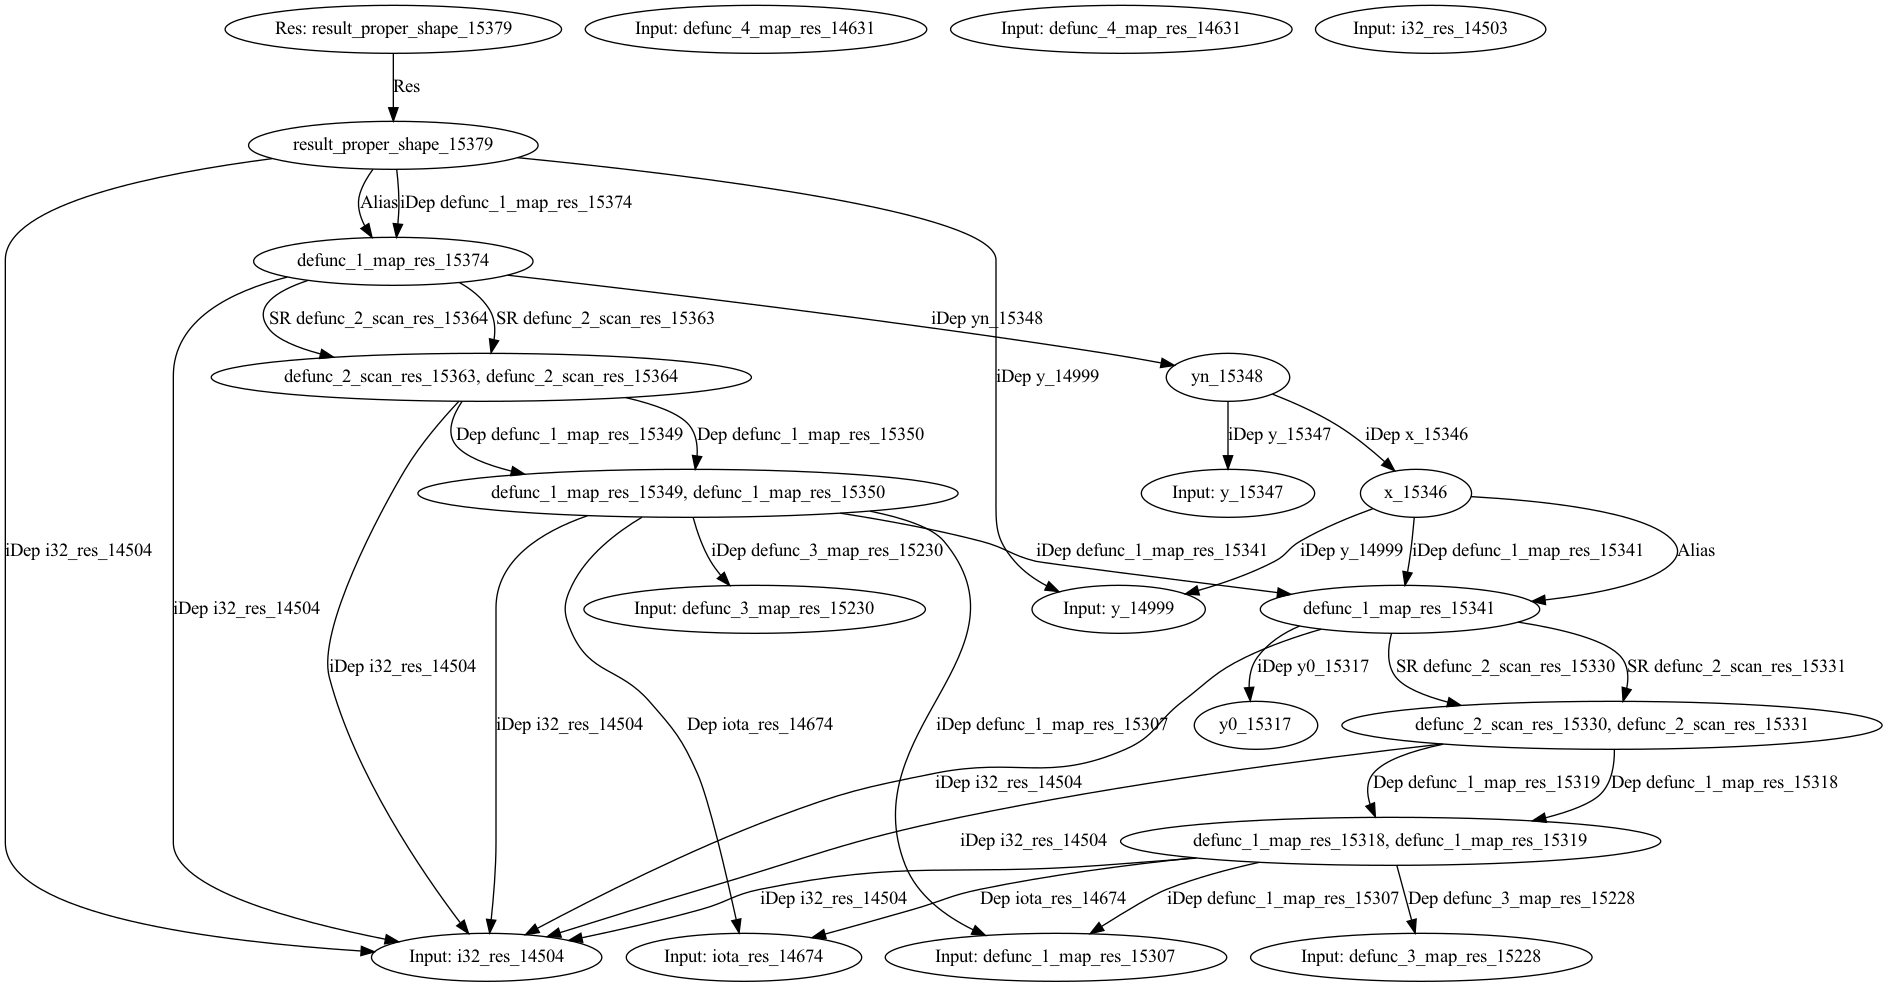 Res: result_proper_shape_15379
Input: defunc_4_map_res_14631
Input: defunc_4_map_res_14631
Input: i32_res_14503
Res
result_proper_shape_15379
Alias
iDep defunc_1_map_res_15374
defunc_1_map_res_15374
SR defunc_2_scan_res_15364
SR defunc_2_scan_res_15363
iDep yn_15348
defunc_2_scan_res_15363, defunc_2_scan_res_15364
yn_15348
iDep y_14999
Dep defunc_1_map_res_15349
Dep defunc_1_map_res_15350
iDep y_15347
iDep x_15346
defunc_1_map_res_15349, defunc_1_map_res_15350
Input: y_15347
x_15346
iDep i32_res_14504
iDep defunc_3_map_res_15230
iDep defunc_1_map_res_15341
iDep y_14999
iDep defunc_1_map_res_15341
Alias
iDep i32_res_14504
Input: defunc_3_map_res_15230
Input: y_14999
defunc_1_map_res_15341
iDep i32_res_14504
iDep y0_15317
SR defunc_2_scan_res_15330
SR defunc_2_scan_res_15331
iDep i32_res_14504
Dep iota_res_14674
iDep defunc_1_map_res_15307
y0_15317
defunc_2_scan_res_15330, defunc_2_scan_res_15331
iDep i32_res_14504
Dep defunc_1_map_res_15319
Dep defunc_1_map_res_15318
iDep i32_res_14504
defunc_1_map_res_15318, defunc_1_map_res_15319
iDep i32_res_14504
Dep iota_res_14674
iDep defunc_1_map_res_15307
Dep defunc_3_map_res_15228
Input: i32_res_14504
Input: iota_res_14674
Input: defunc_1_map_res_15307
Input: defunc_3_map_res_15228